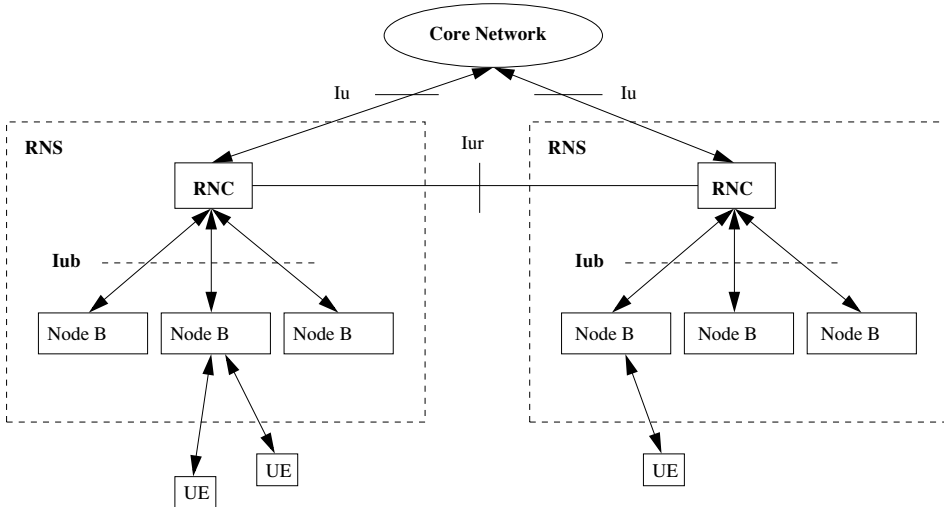 Core Network
Iu
Iu
RNS
Iur
RNS
RNC
RNC
Iub
Iub
Node B
Node B
Node B
Node B
Node B
Node B
UE
UE
UE